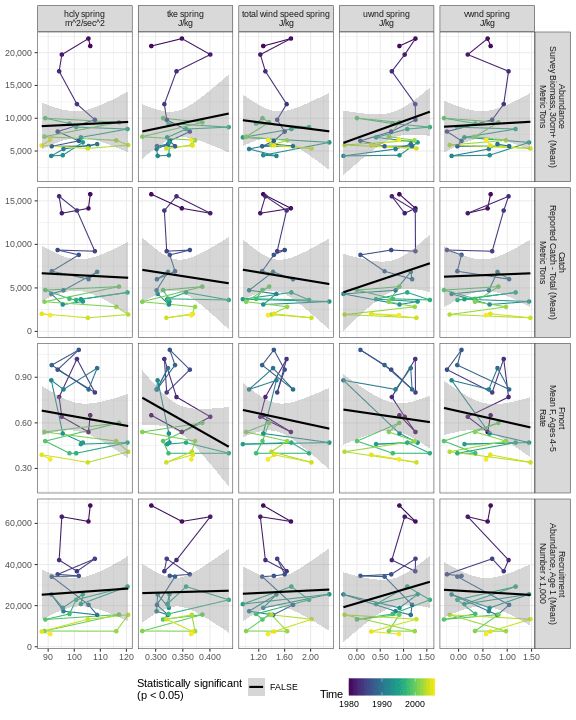 hcly spring
m^2/sec^2
tke spring
J/kg
total wind speed spring
J/kg
uwnd spring
J/kg
vwnd spring
J/kg
20,000
15,000
10,000
5,000
Abundance
Survey Biomass, 30cm+ (Mean)
Metric Tons
15,000
10,000
5,000
0
Catch
Reported Catch - Total (Mean)
Metric Tons
0.90
0.60
0.30
Fmort
Mean F, Ages 4-5
Rate
60,000
40,000
20,000
0
Recruitment
Abundance, Age 1 (Mean)
Number x 1,000
90 100 110 120
0.300 0.350 0.400
1.20 1.60 2.00
0.00 0.50 1.00 1.50
0.00 0.50 1.00 1.50
Statistically significant
(p < 0.05)
FALSE
Time
1980 1990 2000